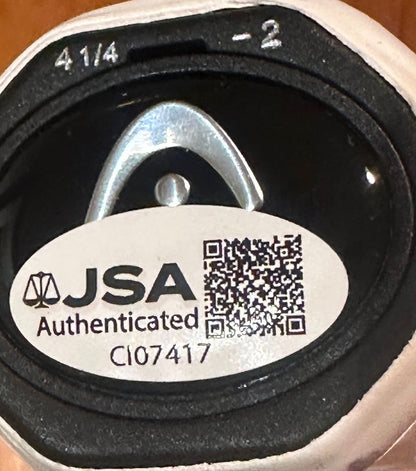 4 1/4 - 2
JSA
Authenticated
CI07417